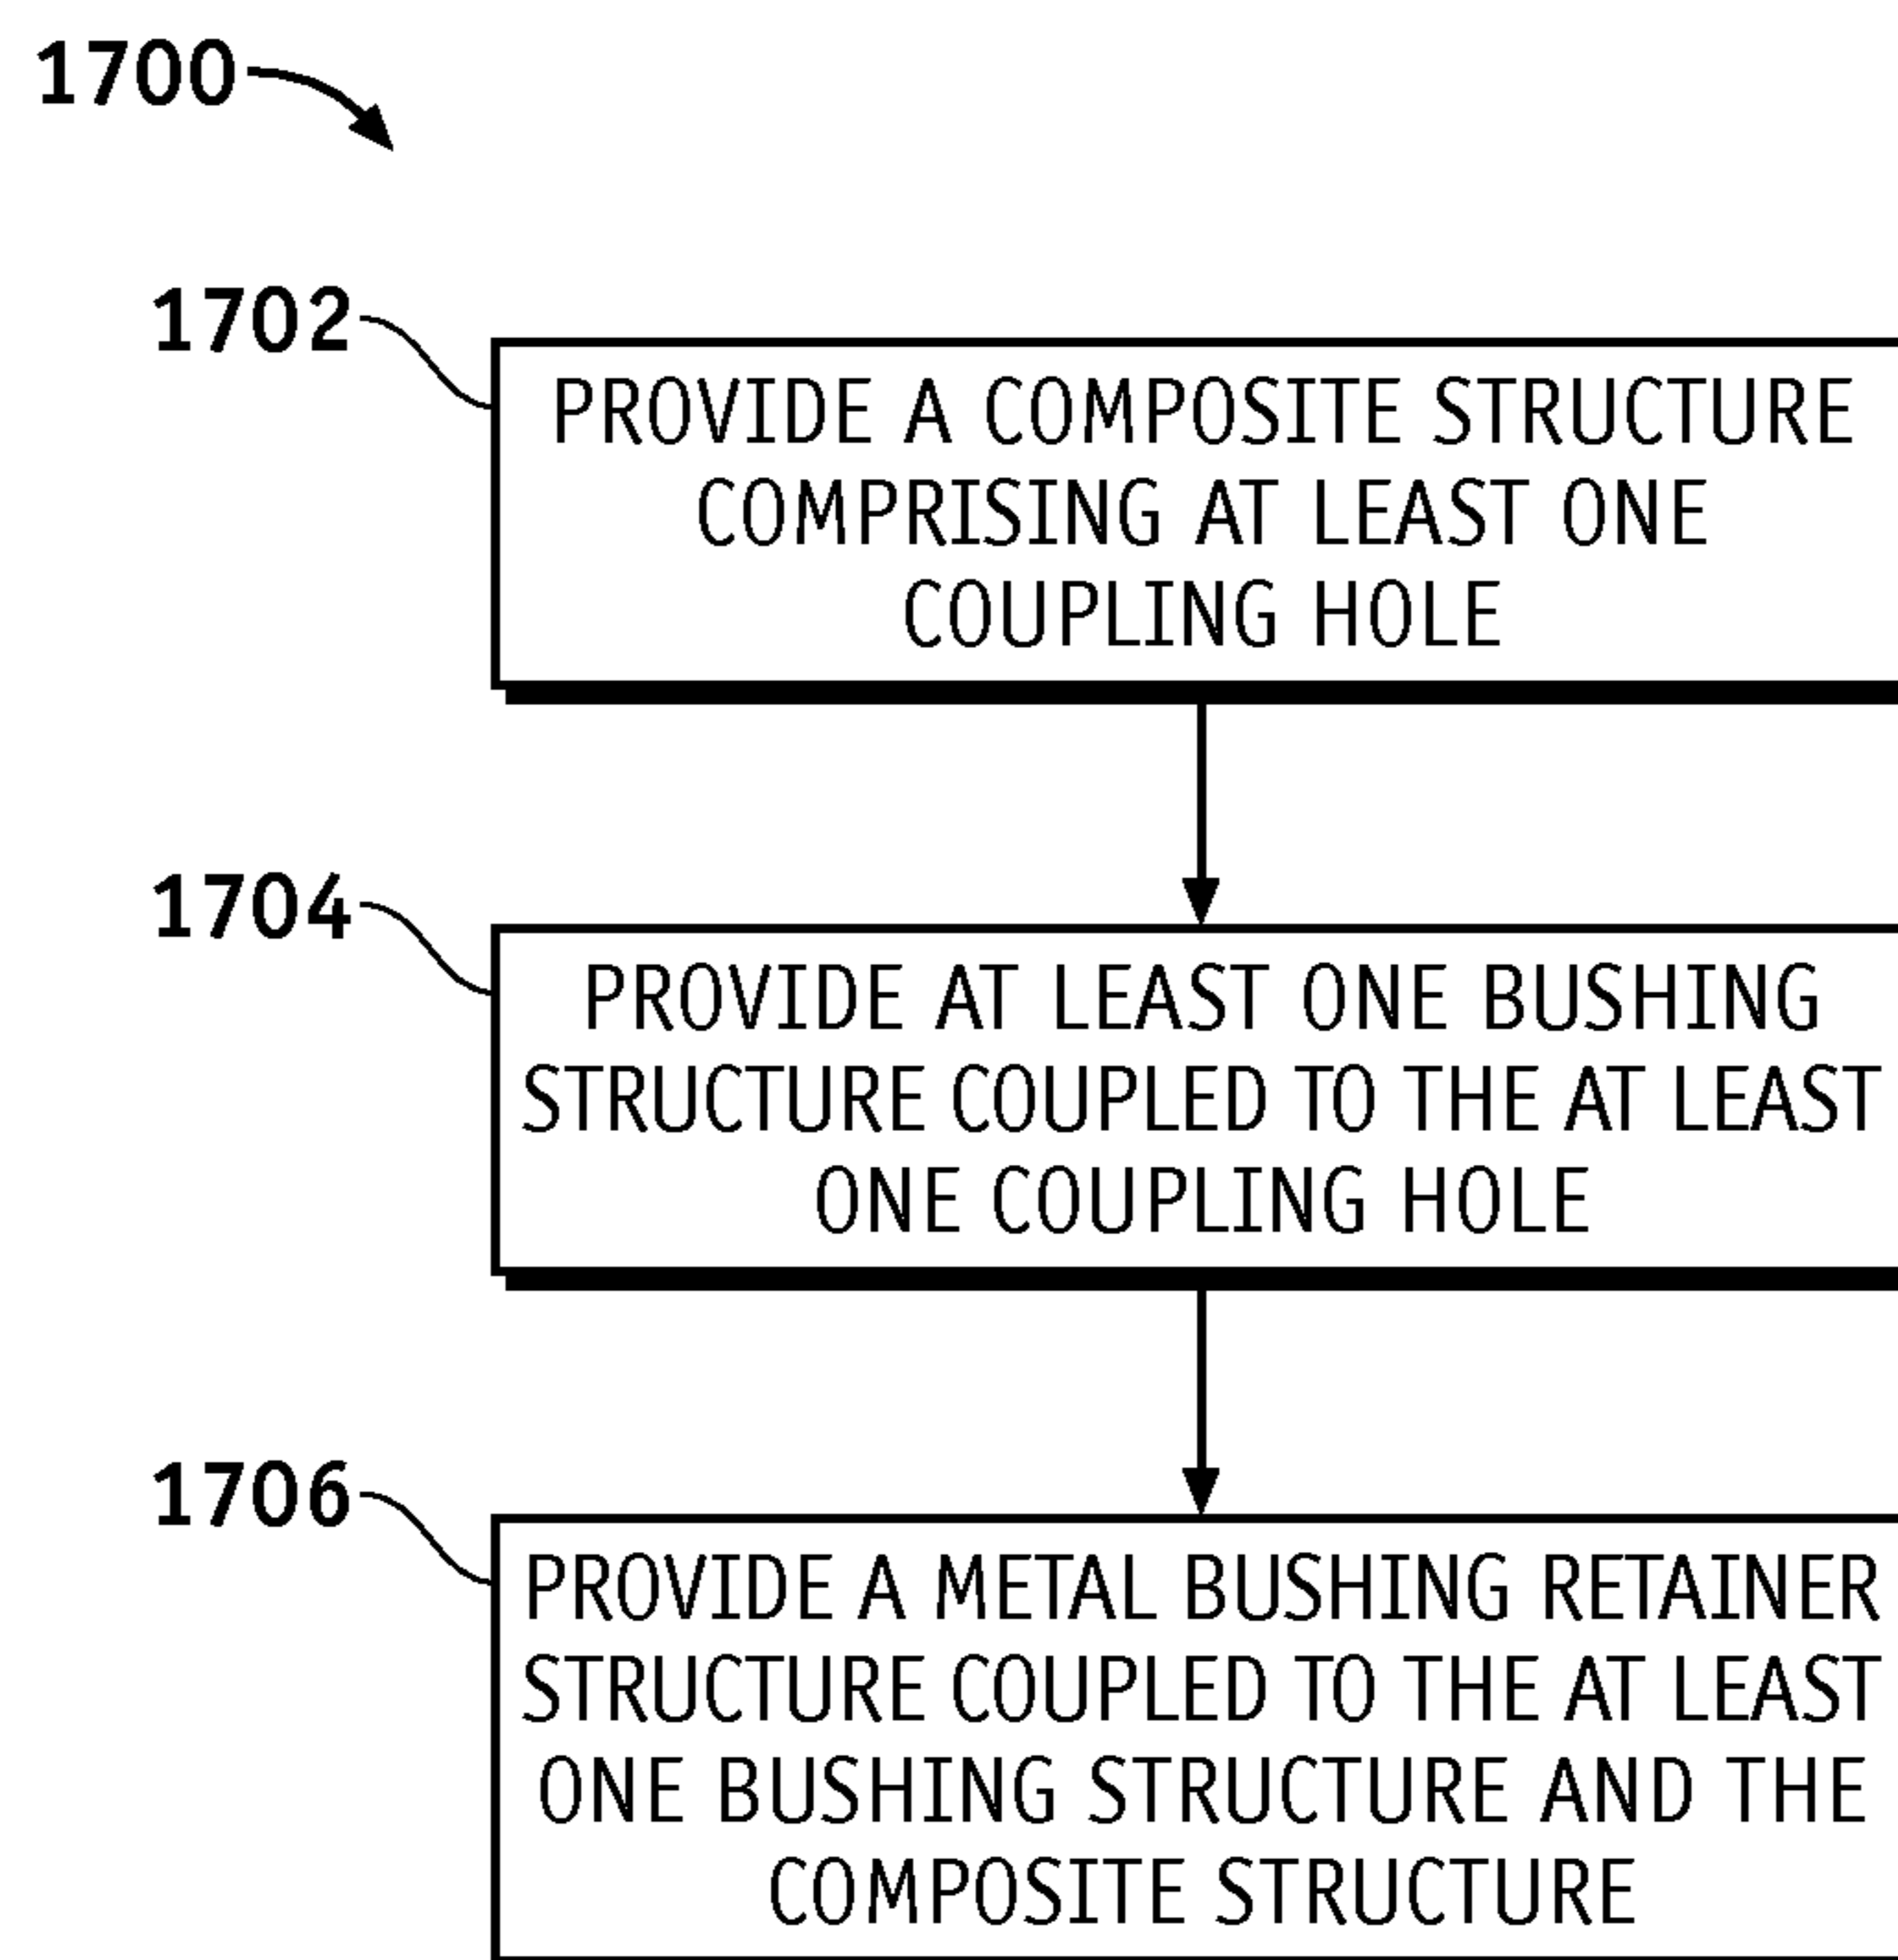 1700
1702
PROVIDE A COMPOSITE STRUCTURE
COMPRISING AT LEAST ONE
COUPLING HOLE
1704
PROVIDE AT LEAST ONE BUSHING
STRUCTURE COUPLED TO THE AT LEAST
ONE COUPLING HOLE
1706
PROVIDE A METAL BUSHING RETAINER
STRUCTURE COUPLED TO THE AT LEAST
ONE BUSHING STRUCTURE AND THE
COMPOSITE STRUCTURE